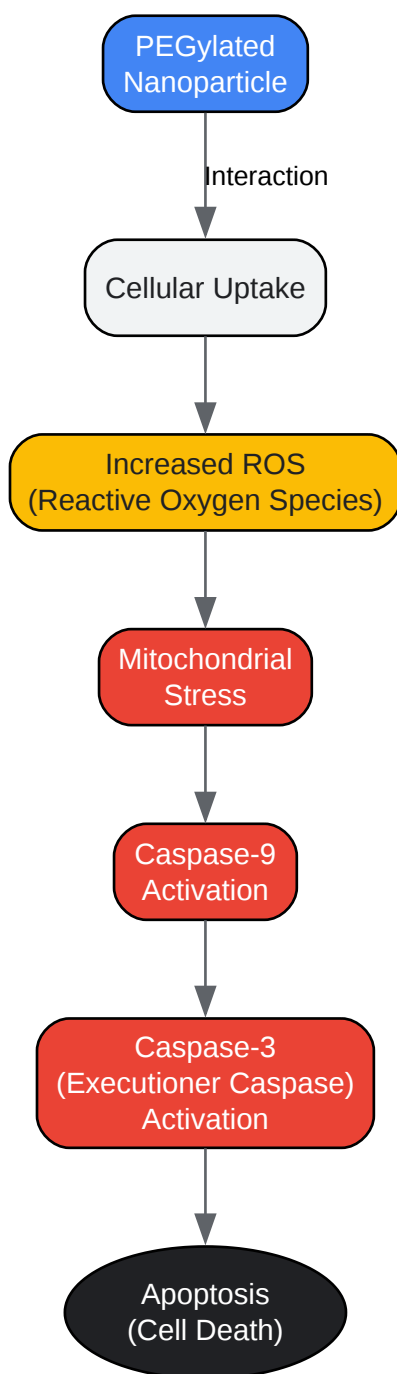 PEGylated
Nanoparticle
Interaction
Cellular Uptake
Increased ROS
(Reactive Oxygen Species)
Mitochondrial
Stress
Caspase-9
Activation
Caspase-3
(Executioner Caspase)
Activation
Apoptosis
(Cell Death)